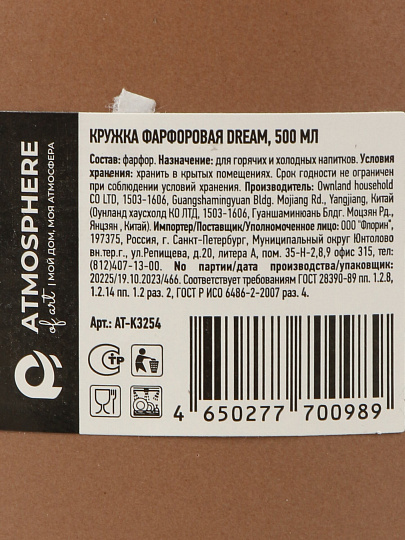 ATMOSPHERE
of art | МОЙ ДОМ, МОЯ АТМОСФЕРА
КРУЖКА ФАРФОРОВАЯ DREAM, 500 МЛ
Состав: фарфор. Назначение: для горячих и холодных напитков. Условия
хранения: хранить в крытых помещениях. Срок годности не ограничен
при соблюдении условий хранения. Производитель: Ownland household
CO LTD, 1503-1606, Guangshamingyuan Bldg. Mojiang Rd., Yangjiang, Китай
(Оунланд хаусхолд КО ЛТД, 1503-1606, Гуаншаминюань Блдг. Моцзян Рд.,
Янцзян , Китай). Импортер/Поставщик/Уполномоченное лицо: ООО "Флорин",
197375, Россия, г. Санкт-Петербург, Муниципальный округ Юнтолово
вн.тер.г., ул.Репищева, д.20, литера А, пом. 35-Н-2,8,9 офис 315, тел:
(812)407-13-00. No партии/дата производства/упаковщик:
20225/19.10.2023/466. Соответствует требованиям ГОСТ 28390-89 пп. 1.2.8,
1.2.14 пп. 1.2 раз. 2, ГОСТ Р ИСО 6486-2-2007 раз. 4.
Арт.: AT-K3254
4 650277 700989